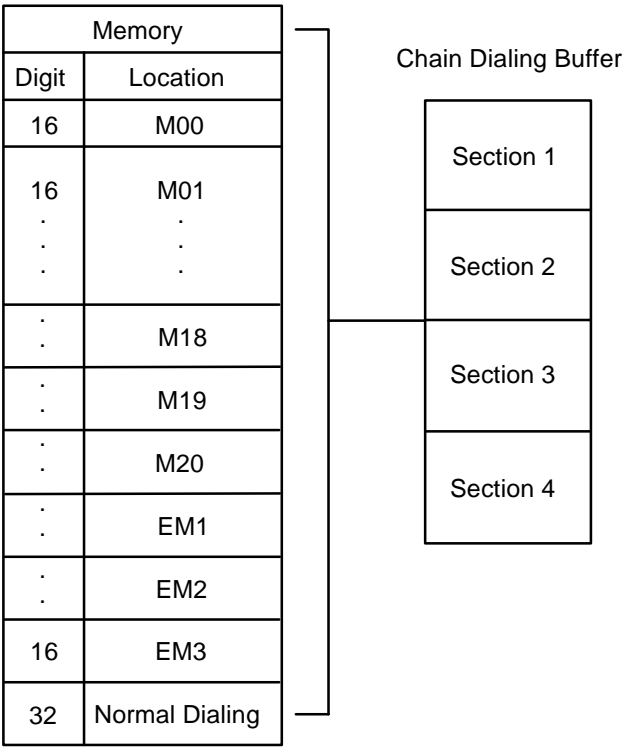 Memory
Digit Location
16 M00
16 M01
. .
. .
. .
. M18
.
. M19
.
. M20
.
. EM1
.
. EM2
.
16 EM3
32 Normal Dialing
Chain Dialing Buffer
Section 1
Section 2
Section 3
Section 4